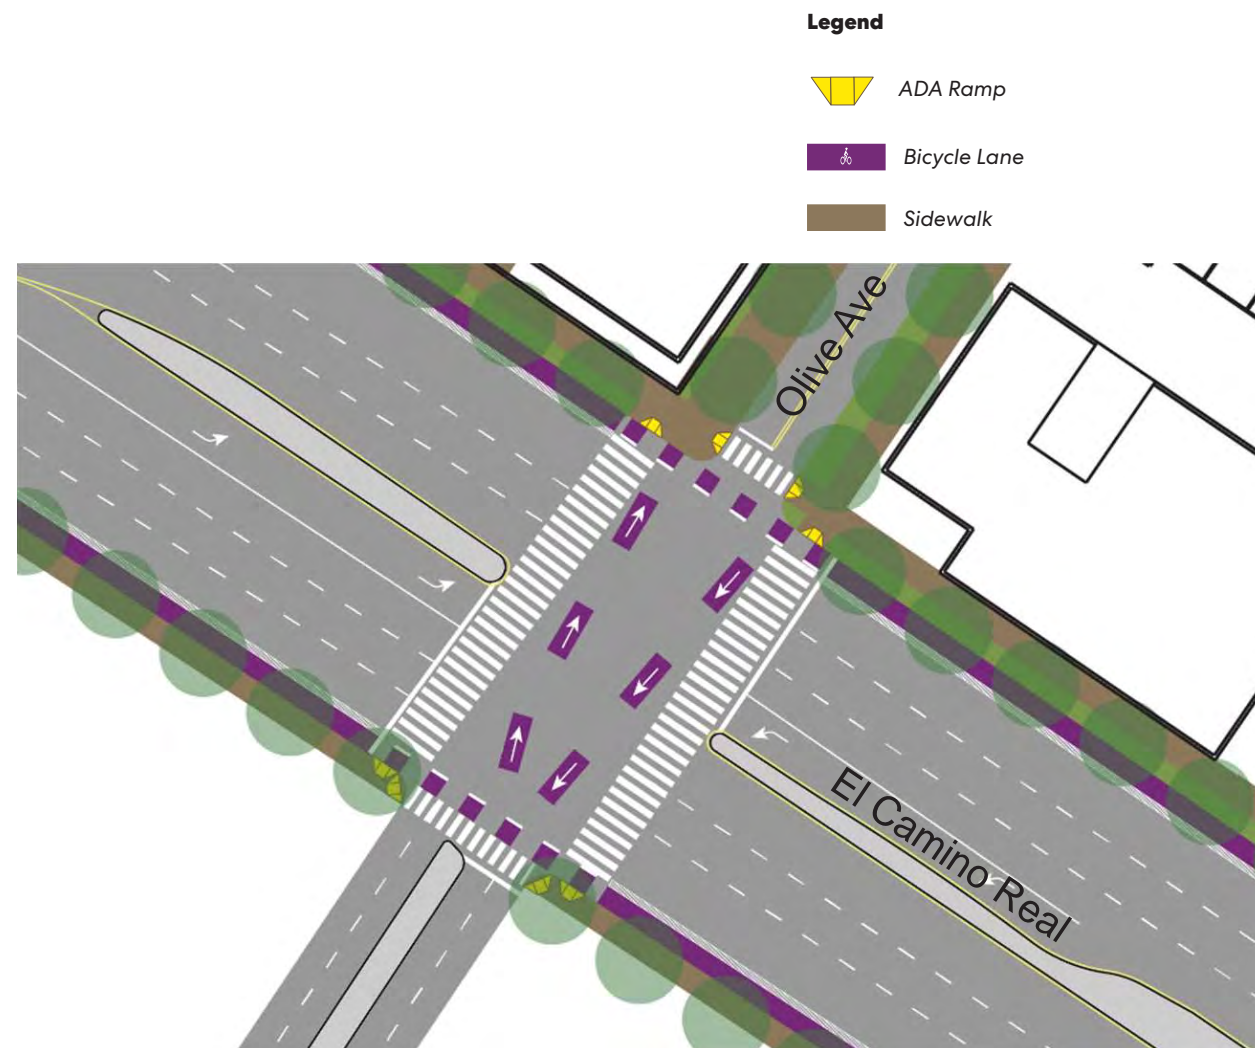 Legend
ADA Ramp
Bicycle Lane
Sidewalk
Olive Ave
El Camino Real